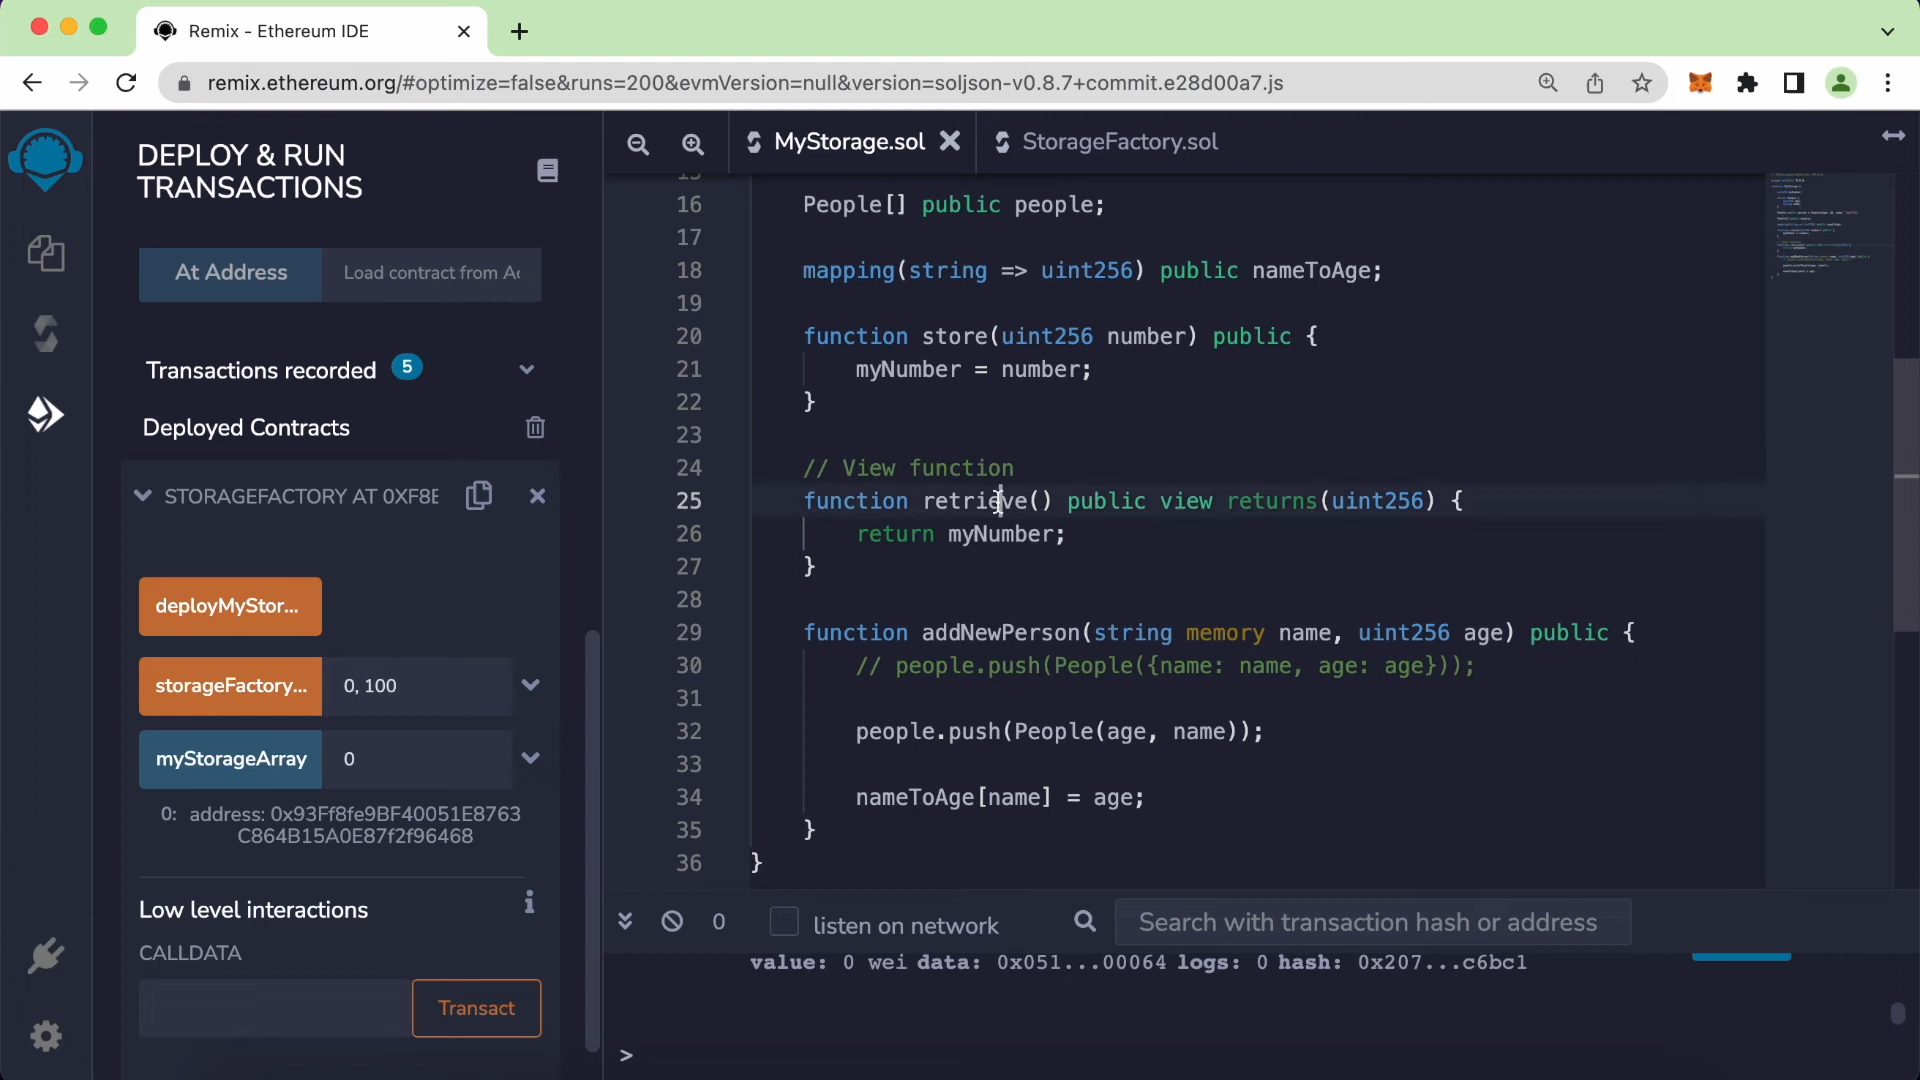 Remix - Ethereum IDE
remix.ethereum.org/#optimize=false&runs=200&evmVersion=null&version=soljson-v0.8.7+commit.e28d00a7.js
DEPLOY & RUN
TRANSACTIONS
At Address
Load contract from Ac
Transactions recorded 5
Deployed Contracts
STORAGEFACTORY AT 0XF8E
deployMyStor...
storageFactory... 0, 100
myStorageArray 0
0: address: 0x93Ff8fe9BF40051E8763
C864B15A0E87f2f96468
Low level interactions
CALLDATA
Transact
MyStorage.sol
StorageFactory.sol
15
16 People[] public people;
17
18 mapping(string => uint256) public nameToAge;
19
20 function store(uint256 number) public {
21 myNumber = number;
22 }
23
24 // View function
25 function retrieve() public view returns(uint256) {
26 return myNumber;
27 }
28
29 function addNewPerson(string memory name, uint256 age) public {
30 // people.push(People({name: name, age: age}));
31
32 people.push(People(age, name));
33
34 nameToAge[name] = age;
35 }
36 }
0 listen on network Search with transaction hash or address
value: 0 wei data: 0x051...00064 logs: 0 hash: 0x207...c6bc1
>